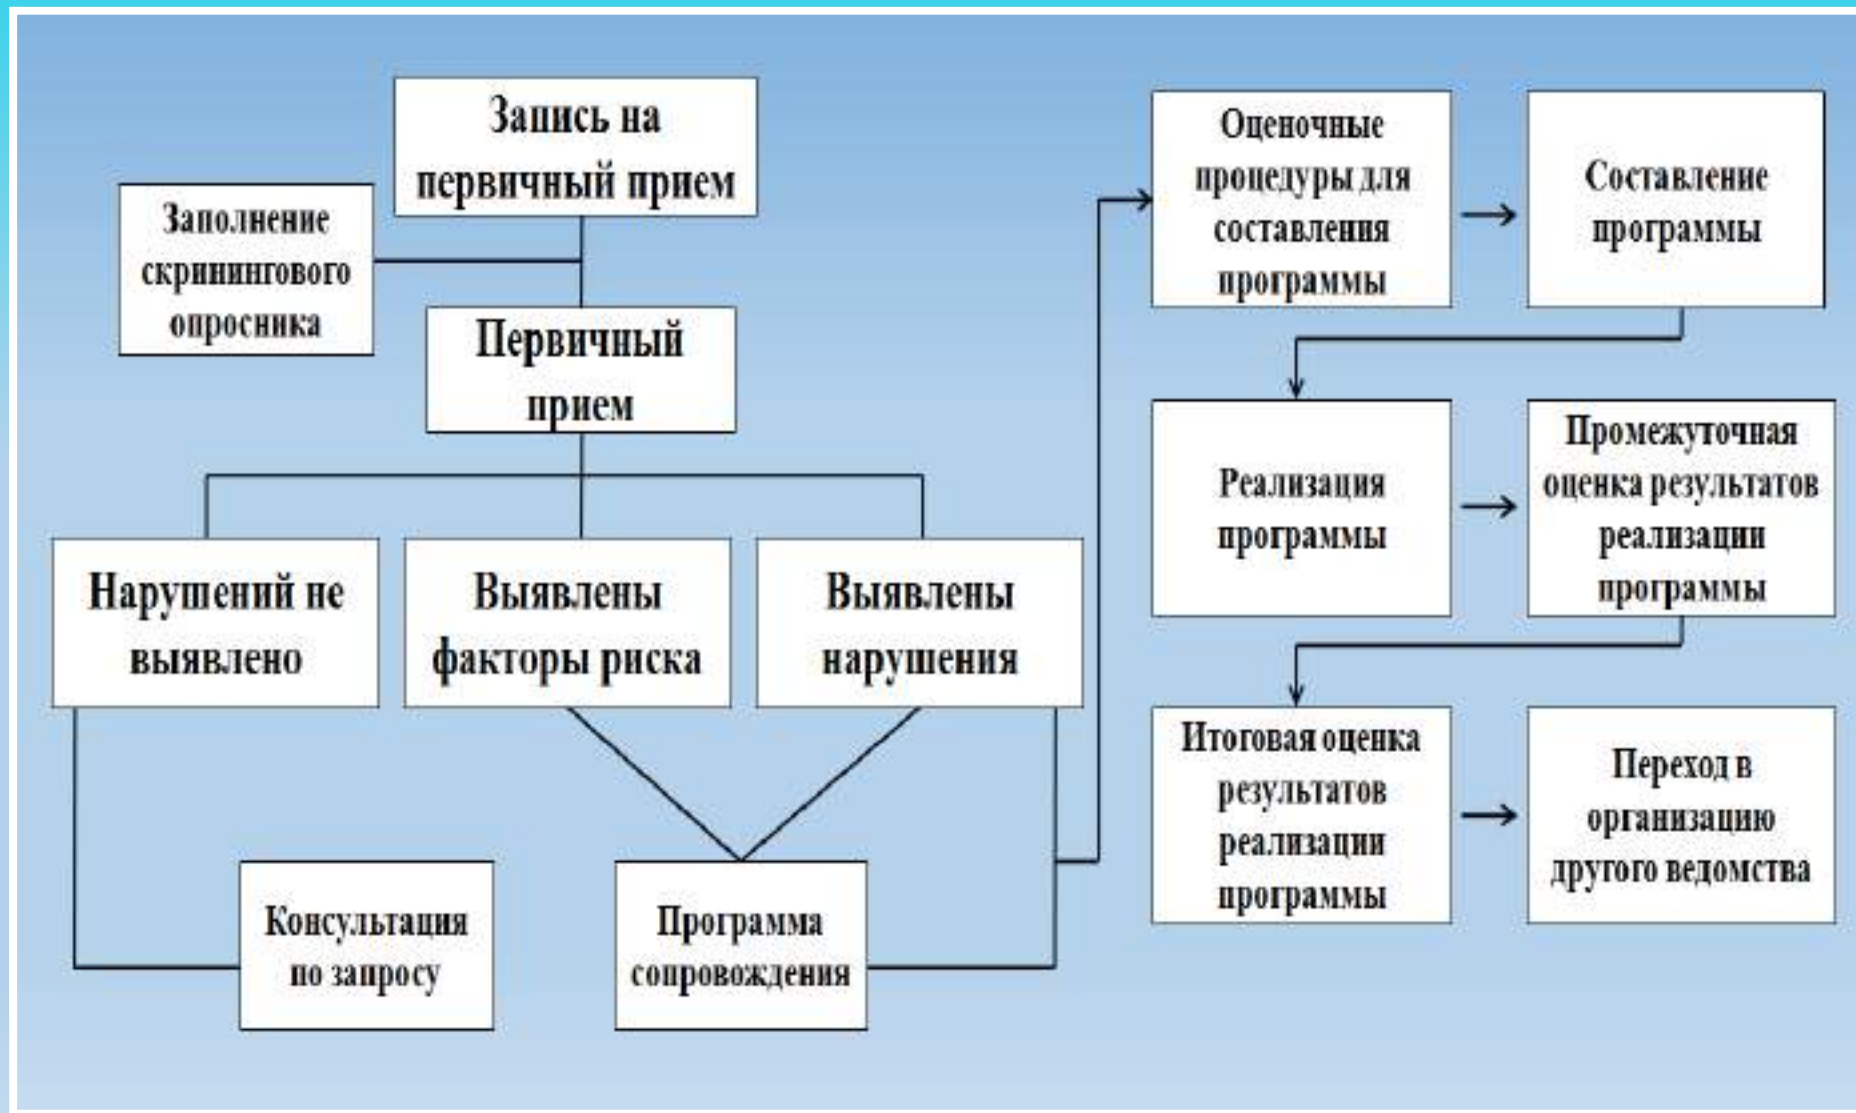 Запись на
первичный прием
Заполнение
скринингового
опросника
Первичный
прием
Нарушений не
выявлено
Выявлены
факторы риска
Выявлены
нарушения
Консультация
по запросу
Программа
сопровождения
Оценочные
процедуры для
составления
программы
Составление
программы
Реализация
программы
Промежуточная
оценка результатов
реализации
программы
Итоговая оценка
результатов
реализации
программы
Переход в
организацию
другого ведомства